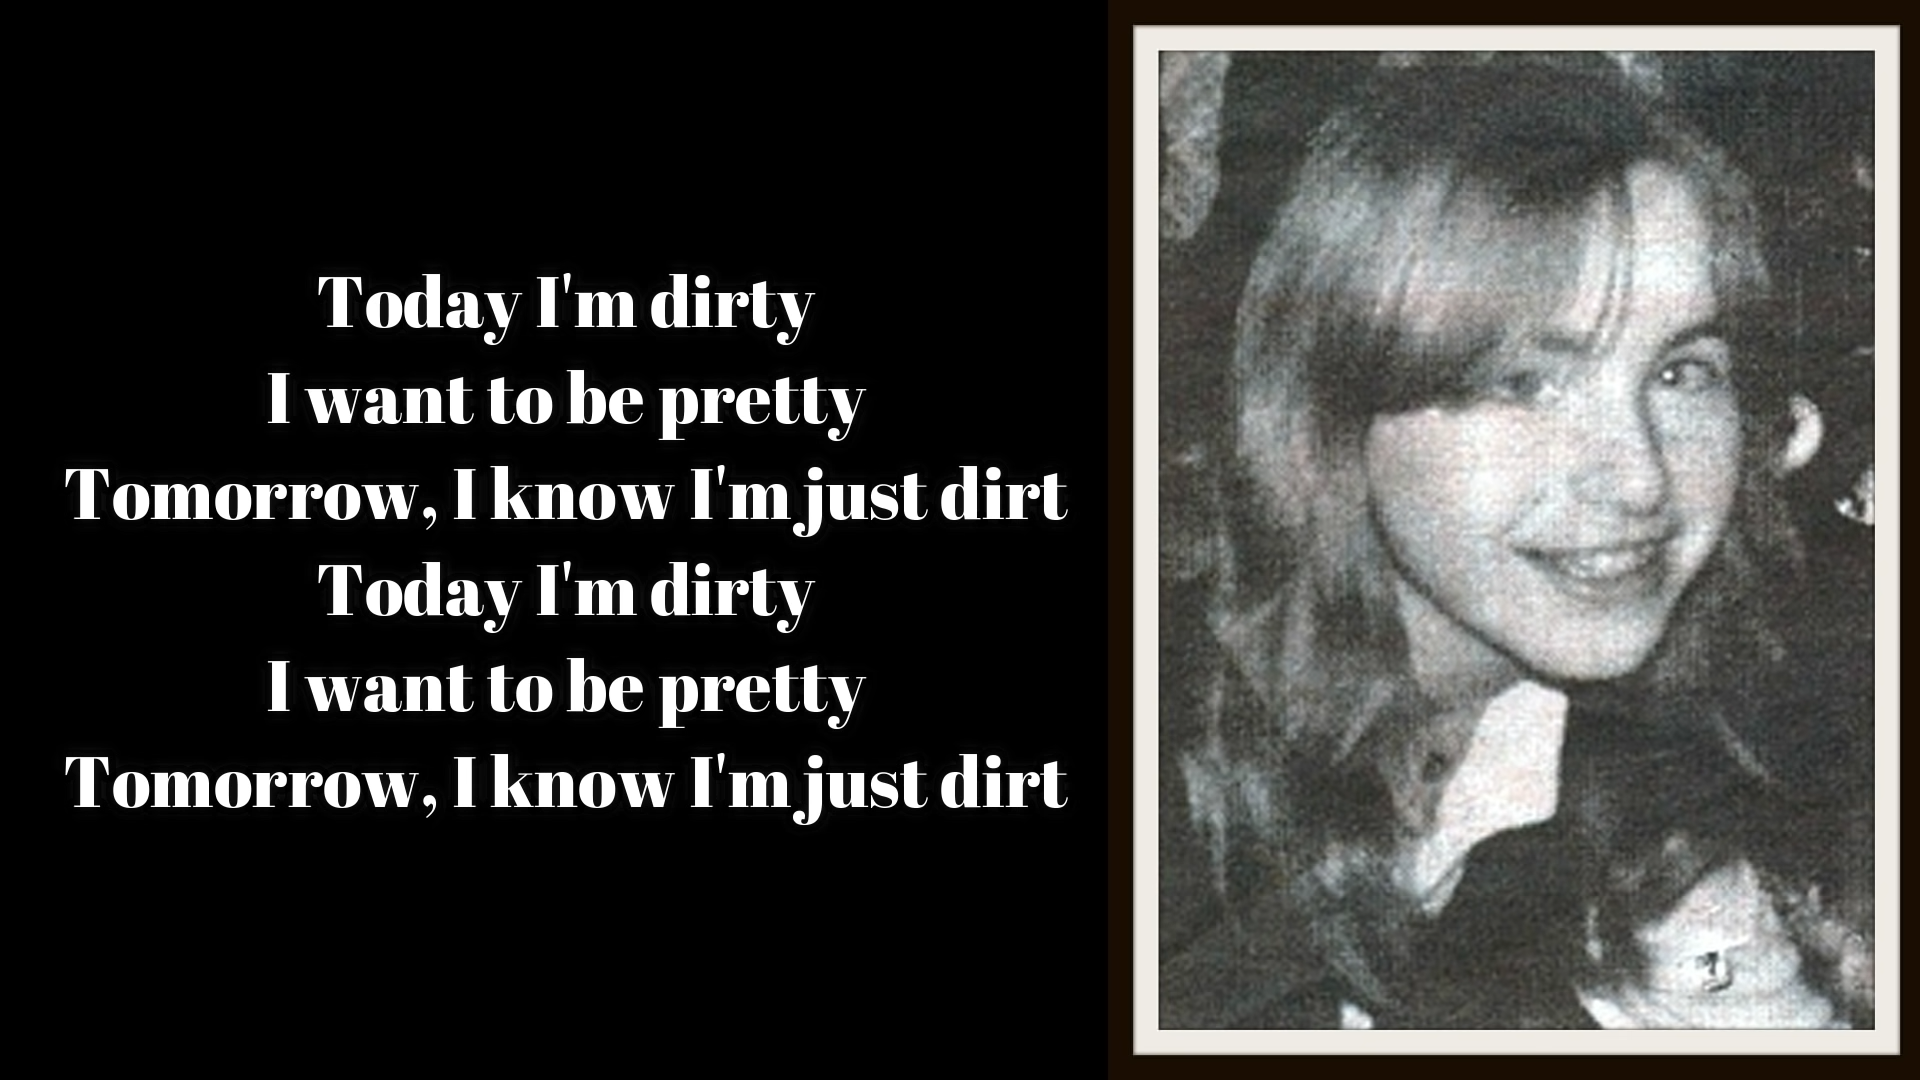 Today I'm dirty
I want to be pretty
Tomorrow, I know I'm just dirt
Today I'm dirty
I want to be pretty
Tomorrow, I know I'm just dirt